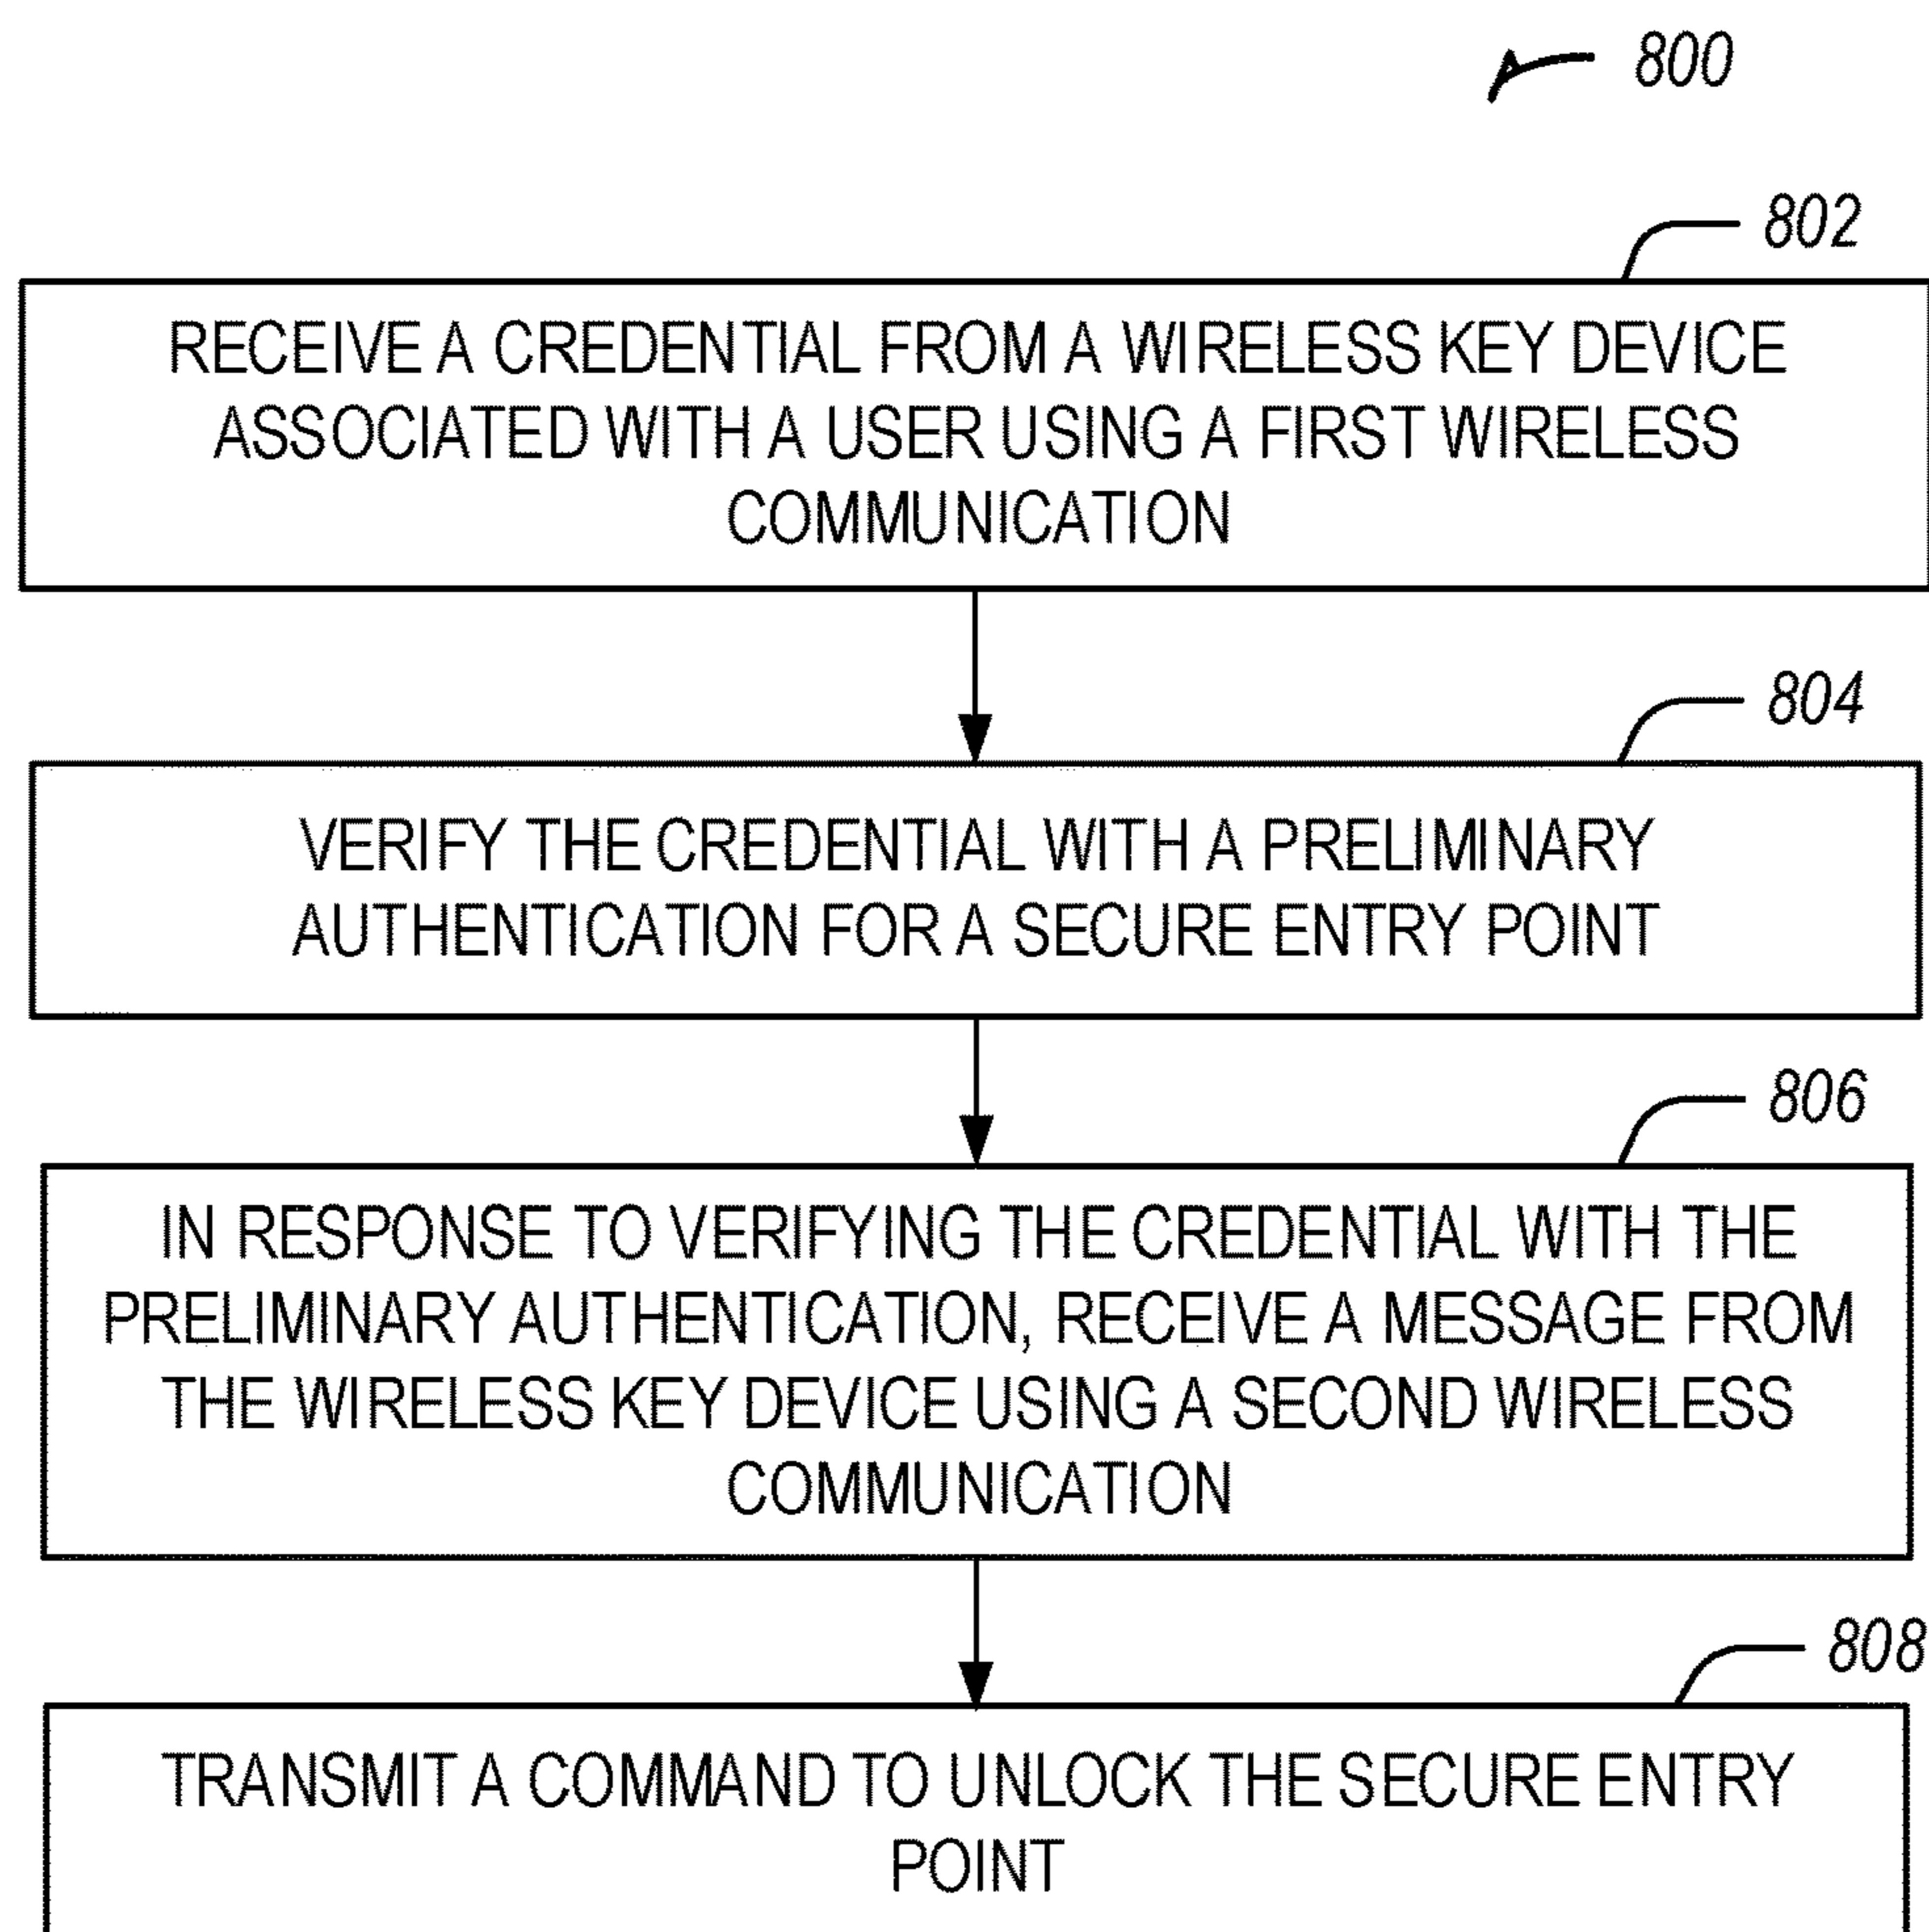 800
802
RECEIVE A CREDENTIAL FROM A WIRELESS KEY DEVICE
ASSOCIATED WITH A USER USING A FIRST WIRELESS
COMMUNICATION
804
VERIFY THE CREDENTIAL WITH A PRELIMINARY
AUTHENTICATION FOR A SECURE ENTRY POINT
806
IN RESPONSE TO VERIFYING THE CREDENTIAL WITH THE
PRELIMINARY AUTHENTICATION, RECEIVE A MESSAGE FROM
THE WIRELESS KEY DEVICE USING A SECOND WIRELESS
COMMUNICATION
808
TRANSMIT A COMMAND TO UNLOCK THE SECURE ENTRY
POINT